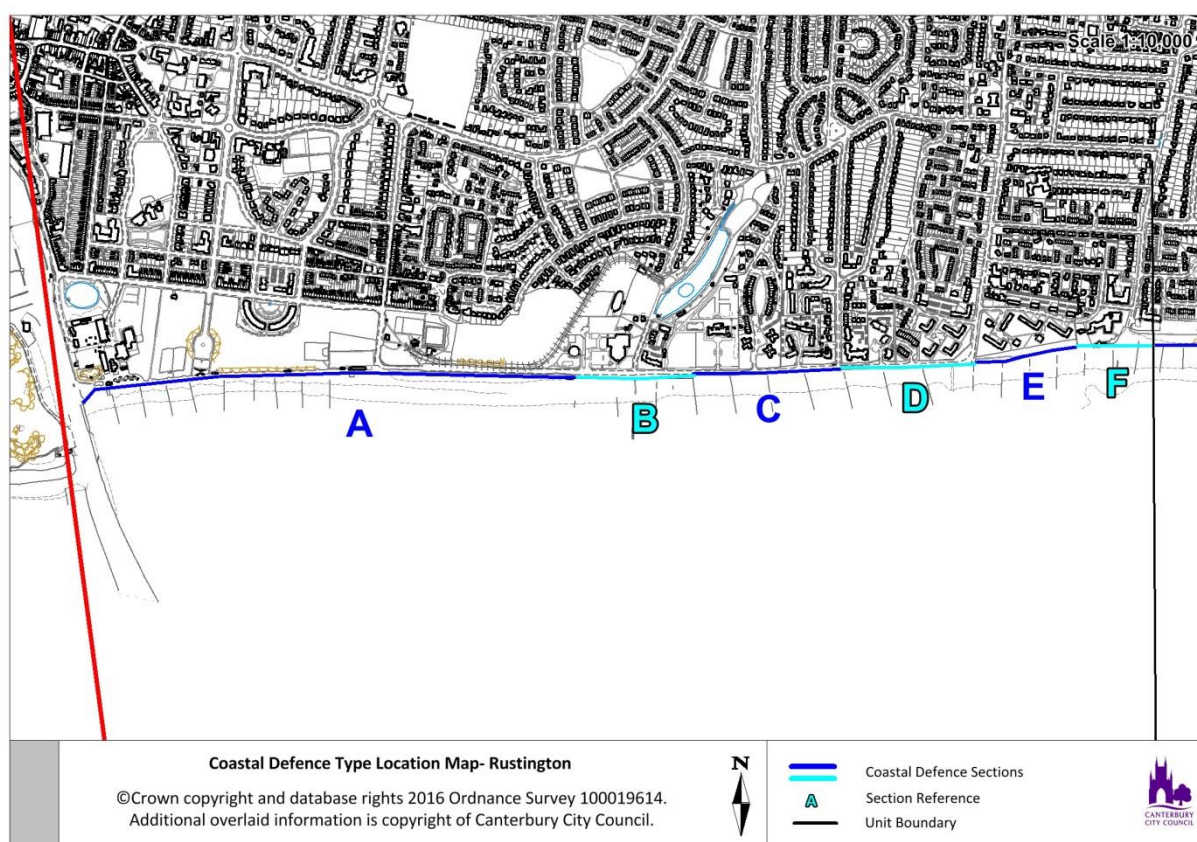 Scale 1:10,000
A
B
C
D
E
F
Coastal Defence Type Location Map- Rustington
©Crown copyright and database rights 2016 Ordnance Survey 100019614.
Additional overlaid information is copyright of Canterbury City Council.
N
Coastal Defence Sections
A
Section Reference
Unit Boundary
CANTERBURY
CITY COUNCIL